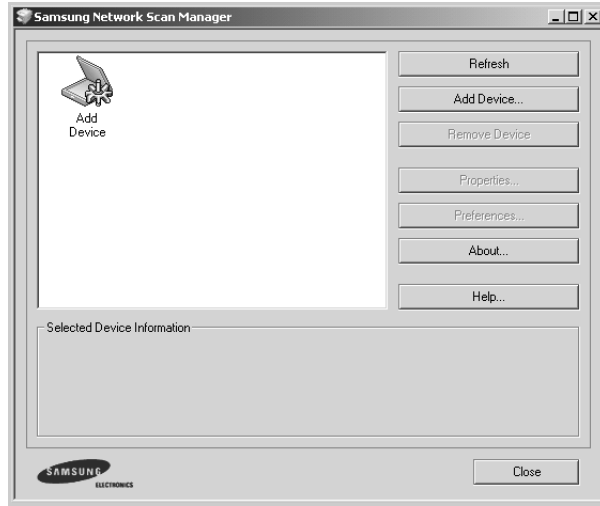 Samsung Network Scan Manager
Add
Device
Refresh
Add Device...
Remove Device
Properties...
Preferences...
About...
Help...
Selected Device Information
SAMSUNG
ELECTRONICS
Close